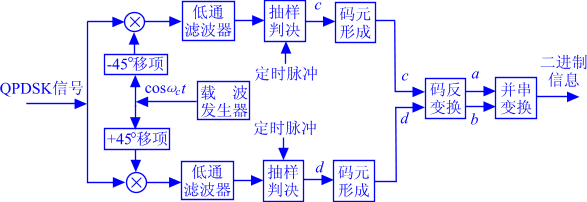 低通
滤波器
抽样
判决
c
码元
形成
-45°移项
定时脉冲
二进制
信息
QPDSK信号
cosωct
载 波
发生器
c
d
码反
变换
a
b
并串
变换
定时脉冲
+45°移项
低通
滤波器
抽样
判决
d
码元
形成